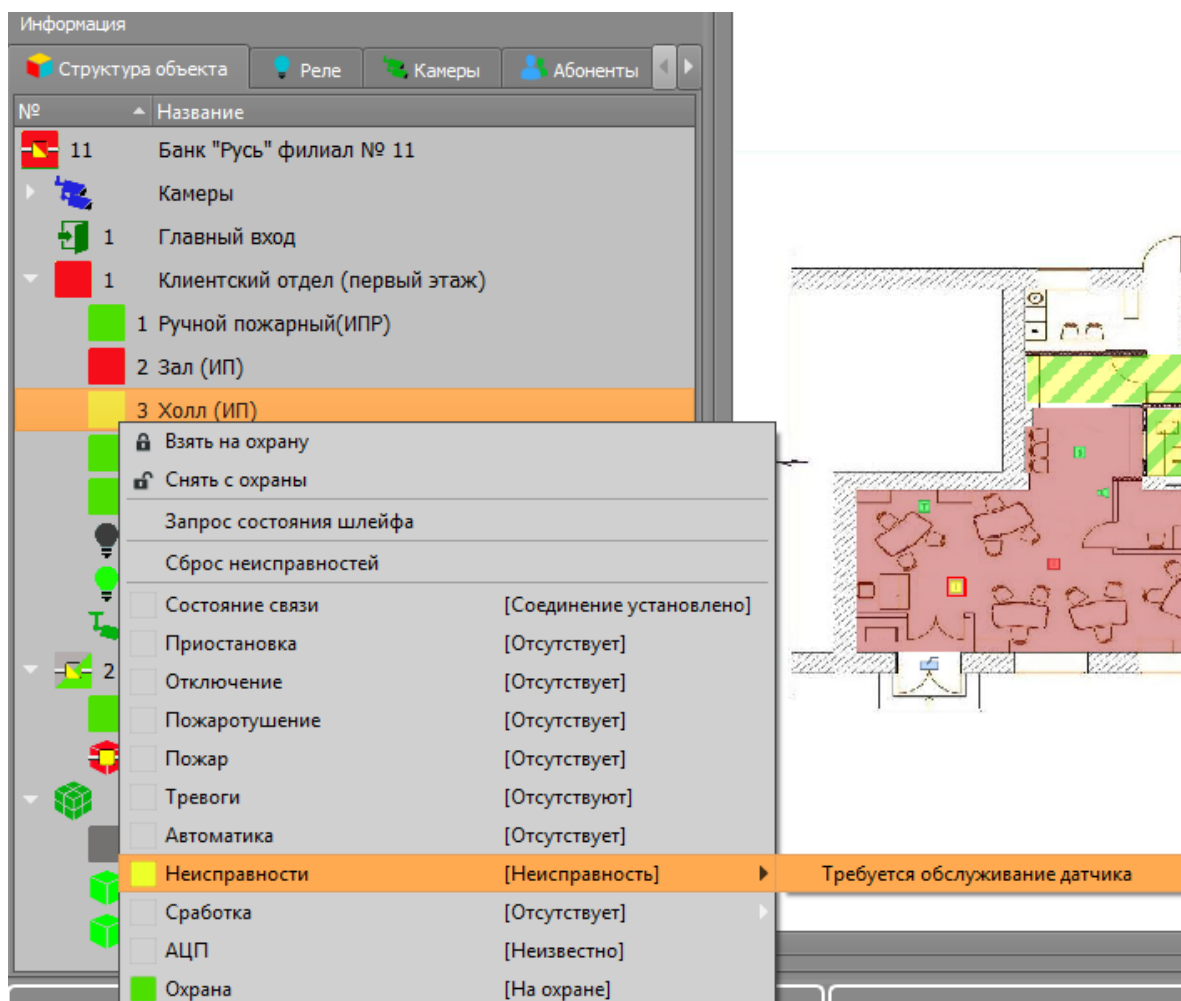 Информация
Структура объекта Реле Камеры Абоненты
№ Название
11 Банк "Русь" филиал № 11
Камеры
1 Главный вход
1 Клиентский отдел (первый этаж)
1 Ручной пожарный(ИПР)
2 Зал (ИП)
3 Холл (ИП)
Взять на охрану
Снять с охраны
Запрос состояния шлейфа
Сброс неисправностей
Состояние связи [Соединение установлено]
Приостановка [Отсутствует]
Отключение [Отсутствует]
2
Пожаротушение [Отсутствует]
Пожар [Отсутствует]
Тревоги [Отсутствуют]
Автоматика [Отсутствует]
Неисправности [Неисправность] Требуется обслуживание датчика
Сработка [Отсутствует]
АЦП [Неизвестно]
Охрана [На охране]